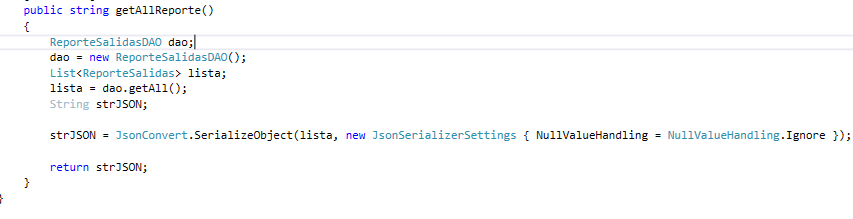 public string getAllReporte()
{
ReporteSalidasDAO dao;
dao = new ReporteSalidasDAO();
List<ReporteSalidas> lista;
lista = dao.getAll();
String strJSON;
strJSON = JsonConvert.SerializeObject(lista, new JsonSerializerSettings { NullValueHandling = NullValueHandling.Ignore });
return strJSON;
}
}